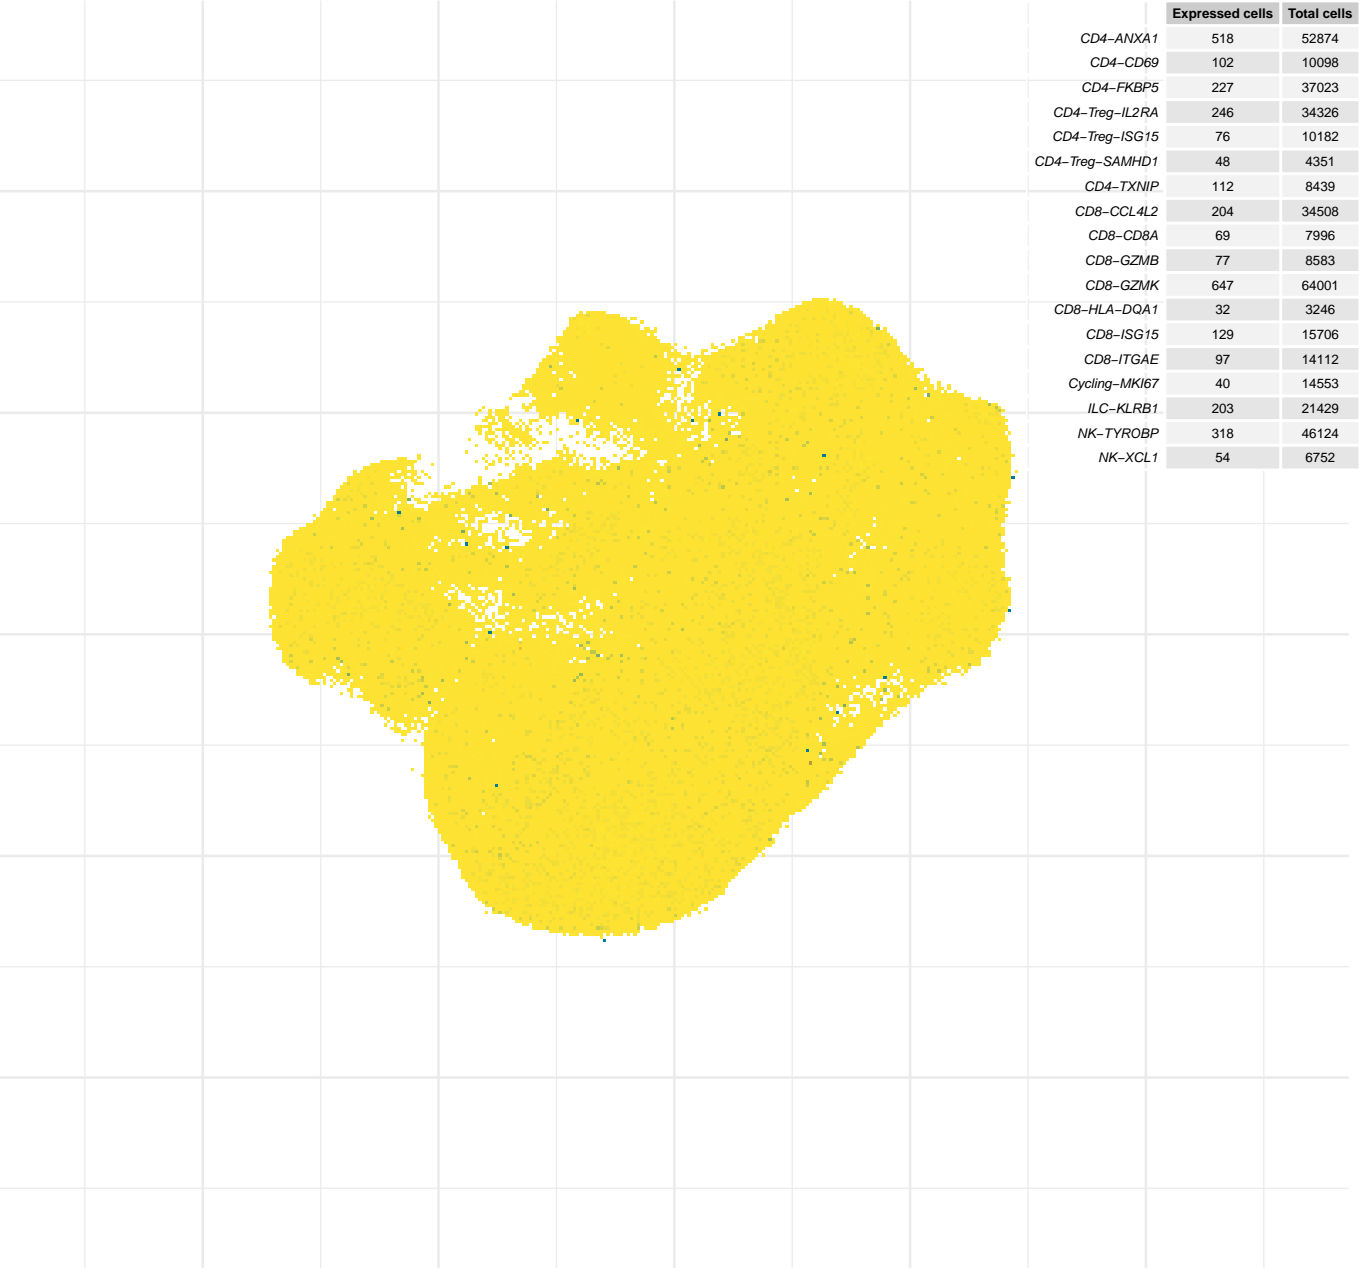 Expressed cells Total cells
CD4−ANXA1 518 52874
CD4−CD69 102 10098
CD4−FKBP5 227 37023
CD4−Treg−IL2RA 246 34326
CD4−Treg−ISG15 76 10182
CD4−Treg−SAMHD1 48 4351
CD4−TXNIP 112 8439
CD8−CCL4L2 204 34508
CD8−CD8A 69 7996
CD8−GZMB 77 8583
CD8−GZMK 647 64001
CD8−HLA−DQA1 32 3246
CD8−ISG15 129 15706
CD8−ITGAE 97 14112
Cycling−MKI67 40 14553
ILC−KLRB1 203 21429
NK−TYROBP 318 46124
NK−XCL1 54 6752